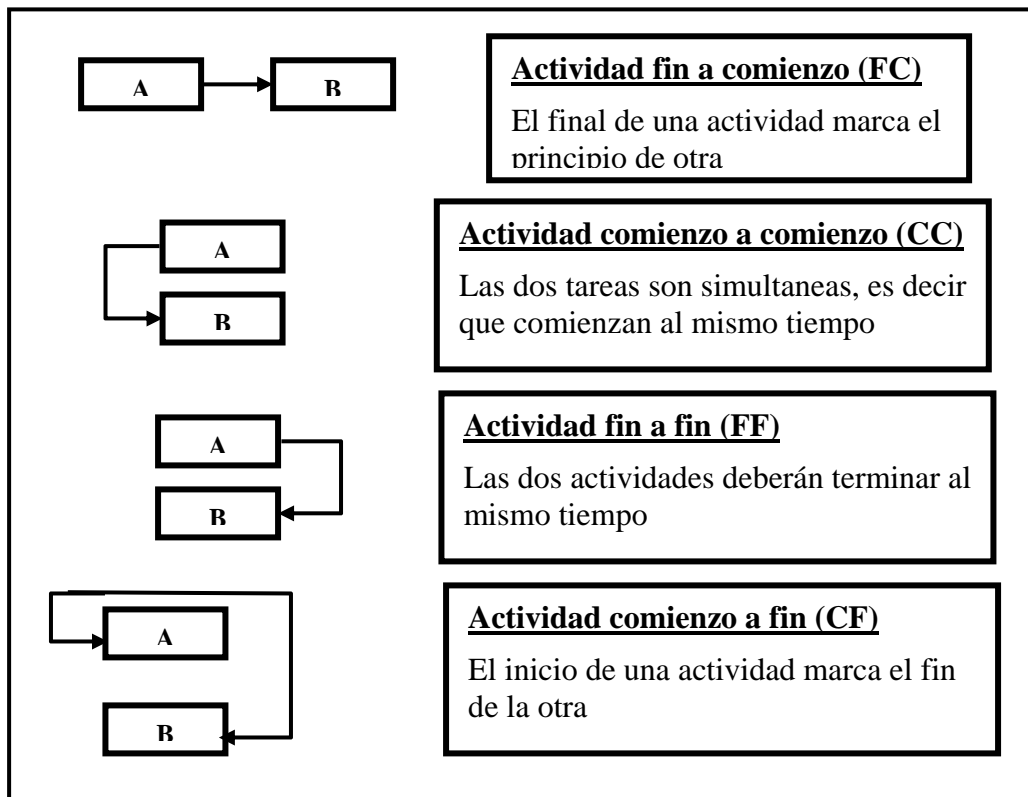 A
B
Actividad fin a comienzo (FC)
El final de una actividad marca el
principio de otra
A
B
Actividad comienzo a comienzo (CC)
Las dos tareas son simultaneas, es decir
que comienzan al mismo tiempo
A
B
Actividad fin a fin (FF)
Las dos actividades deberán terminar al
mismo tiempo
A
B
Actividad comienzo a fin (CF)
El inicio de una actividad marca el fin
de la otra